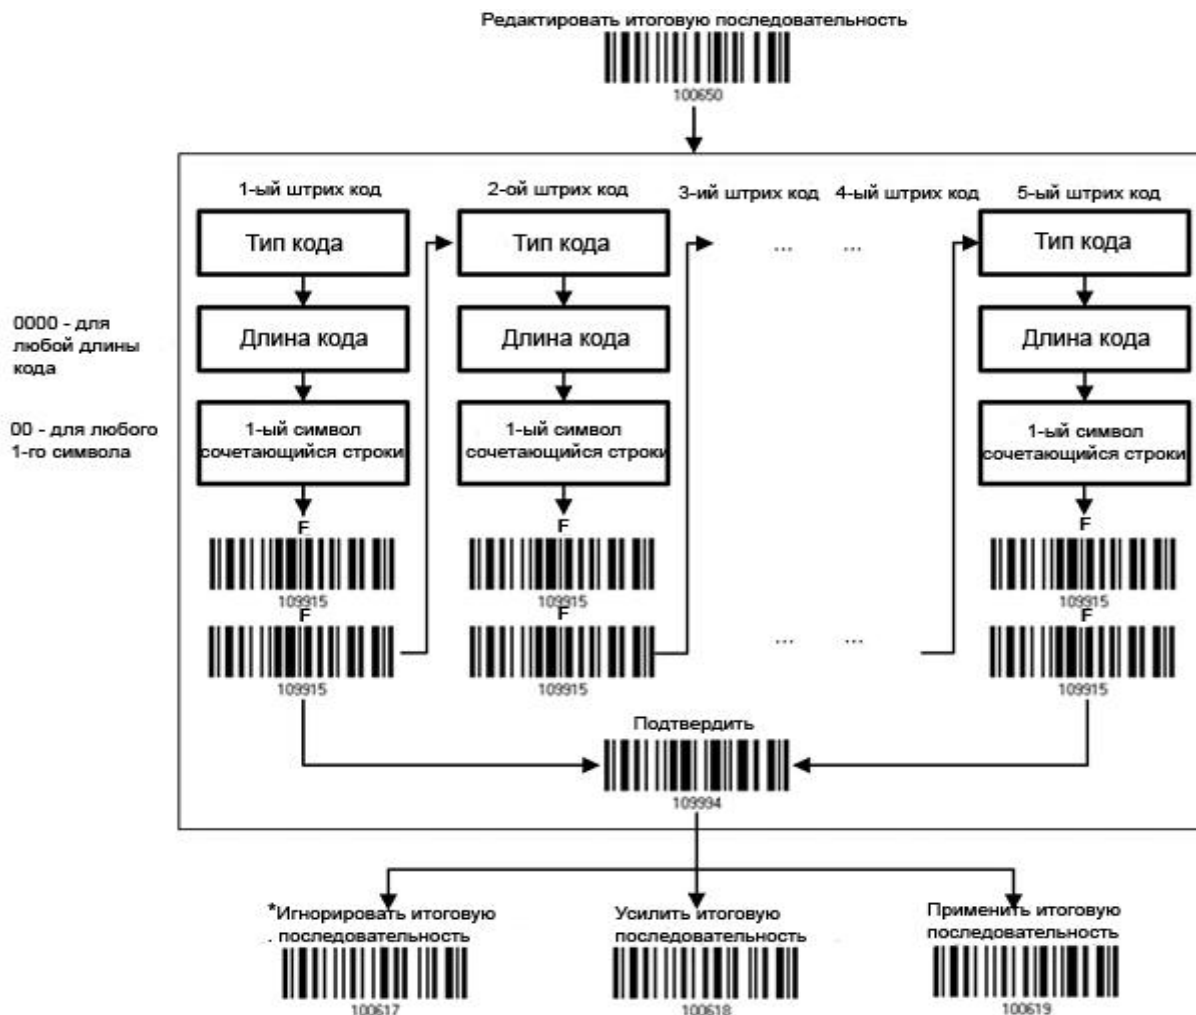 Редактировать итоговую последовательность
100650
1-ый штрих код
2-ой штрих код
3-ий штрих код
4-ый штрих код
5-ый штрих код
Тип кода
Тип кода
... ...
Тип кода
0000 - для
любой длины
кода
Длина кода
Длина кода
Длина кода
00 - для любого
1-го символа
1-ый символ
сочетающийся строки
1-ый символ
сочетающийся строки
1-ый символ
сочетающийся строки
F
F
F
109915
109915
109915
F
F
F
... ...
109915
109915
109915
Подтвердить
109994
*Игнорировать итоговую
. последовательность
100617
Усилить итоговую
последовательность
100618
Применить итоговую
последовательность
100619